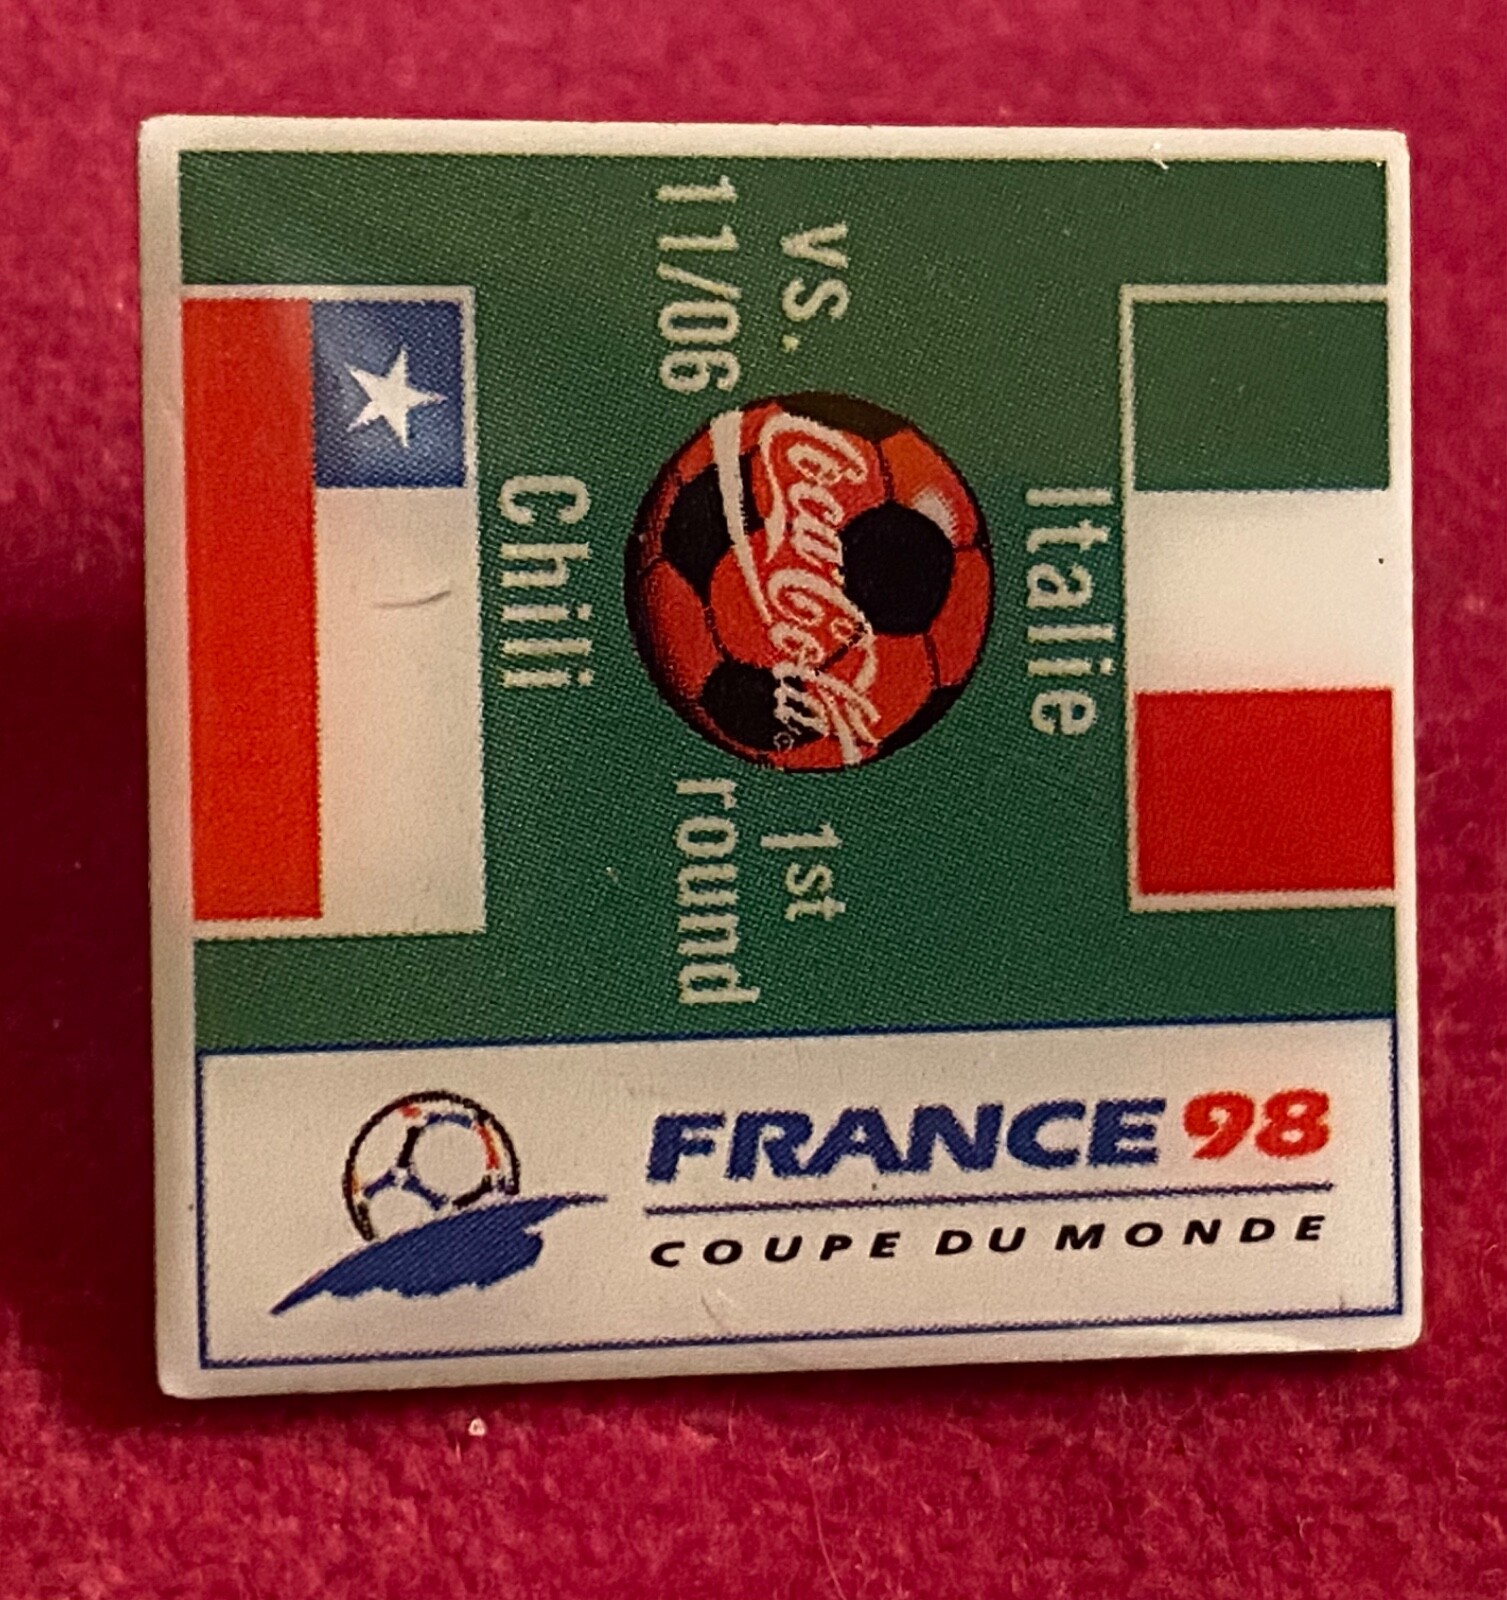 Italie
vs.
11/06
Coca-Cola
1st
round
Chili
FRANCE 98
COUPE DU MONDE